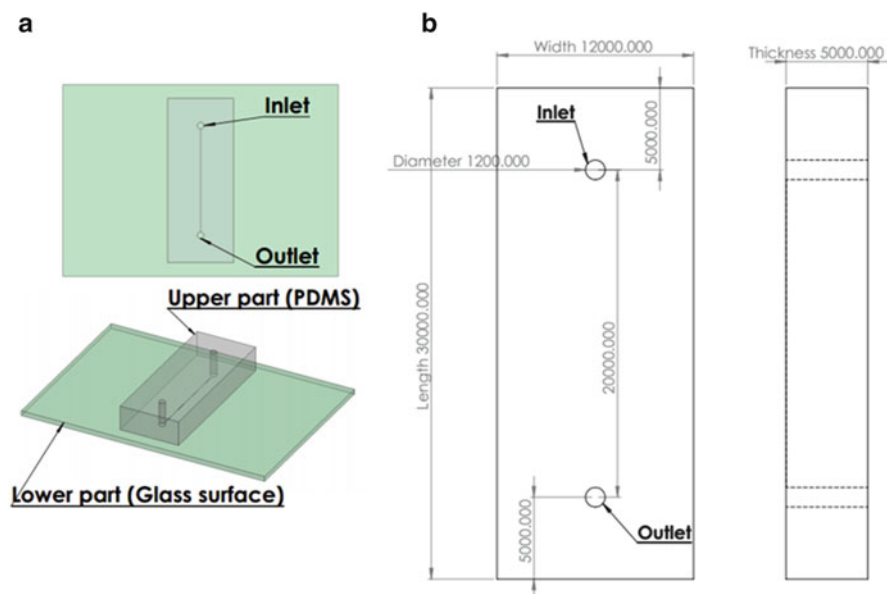 a
Inlet
Outlet
Upper part (PDMS)
Lower part (Glass surface)
b
Width 12000.000
Thickness 5000.000
Inlet
5000.000
Diameter 1200.000
Length 30000.000
20000.000
5000.000
Outlet